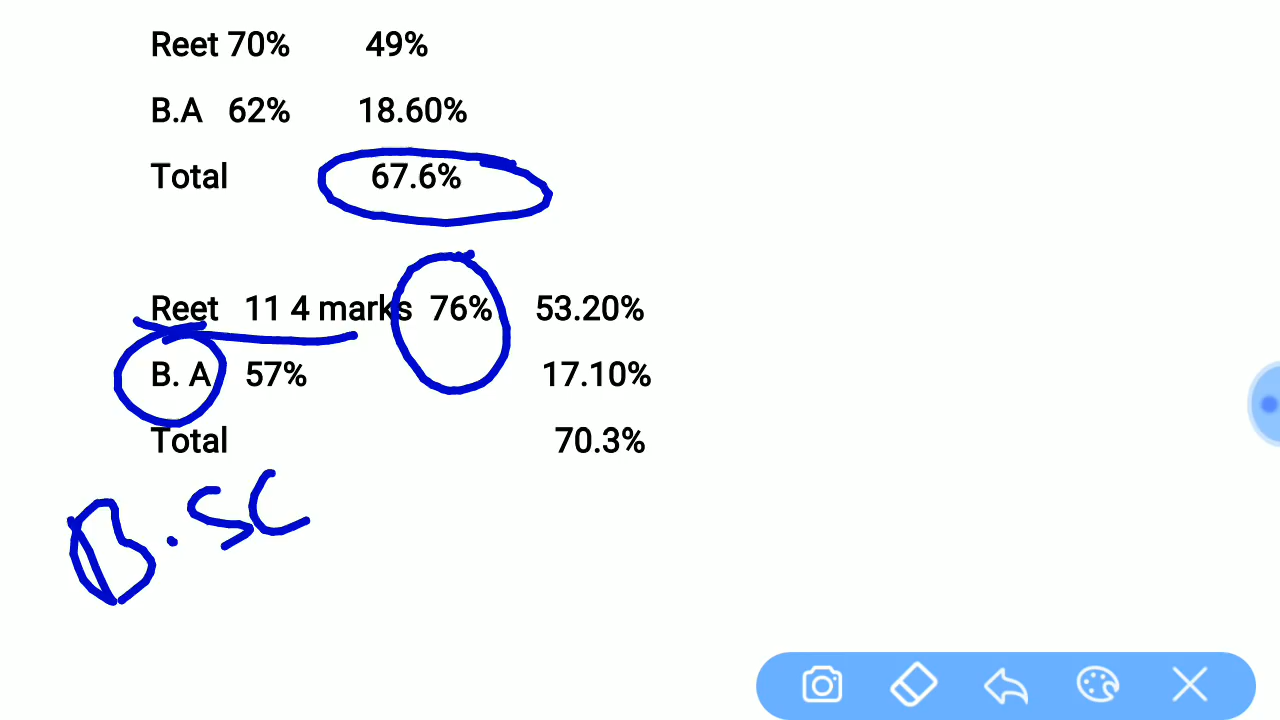 Reet 70% 49%
B.A 62% 18.60%
Total 67.6%
Reet 11 4 marks 76% 53.20%
B. A 57% 17.10%
Total 70.3%
B.SC